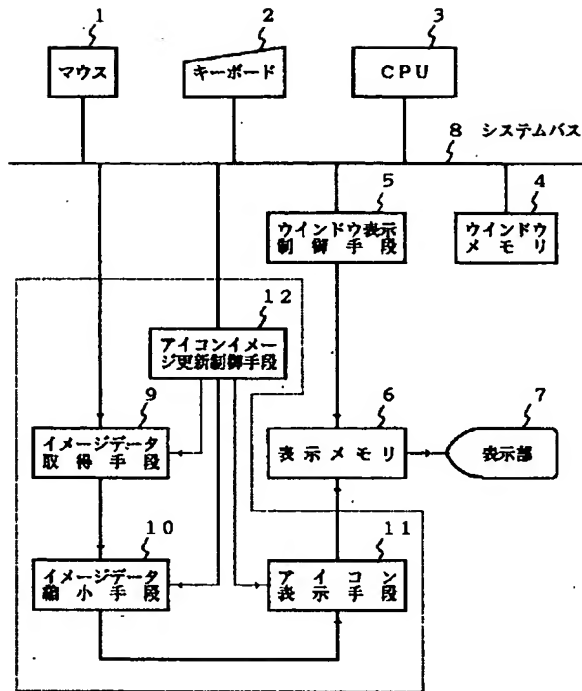 1
マウス
2
キーボード
3
CPU
8 システムバス
5
ウインドウ表示
制御手段
4
ウインドウ
メモリ
12
アイコンイメー
ジ更新制御手段
9
イメージデータ
取得手段
6
表示メモリ
7
表示部
10
イメージデータ
縮小手段
11
アイコン
表示手段